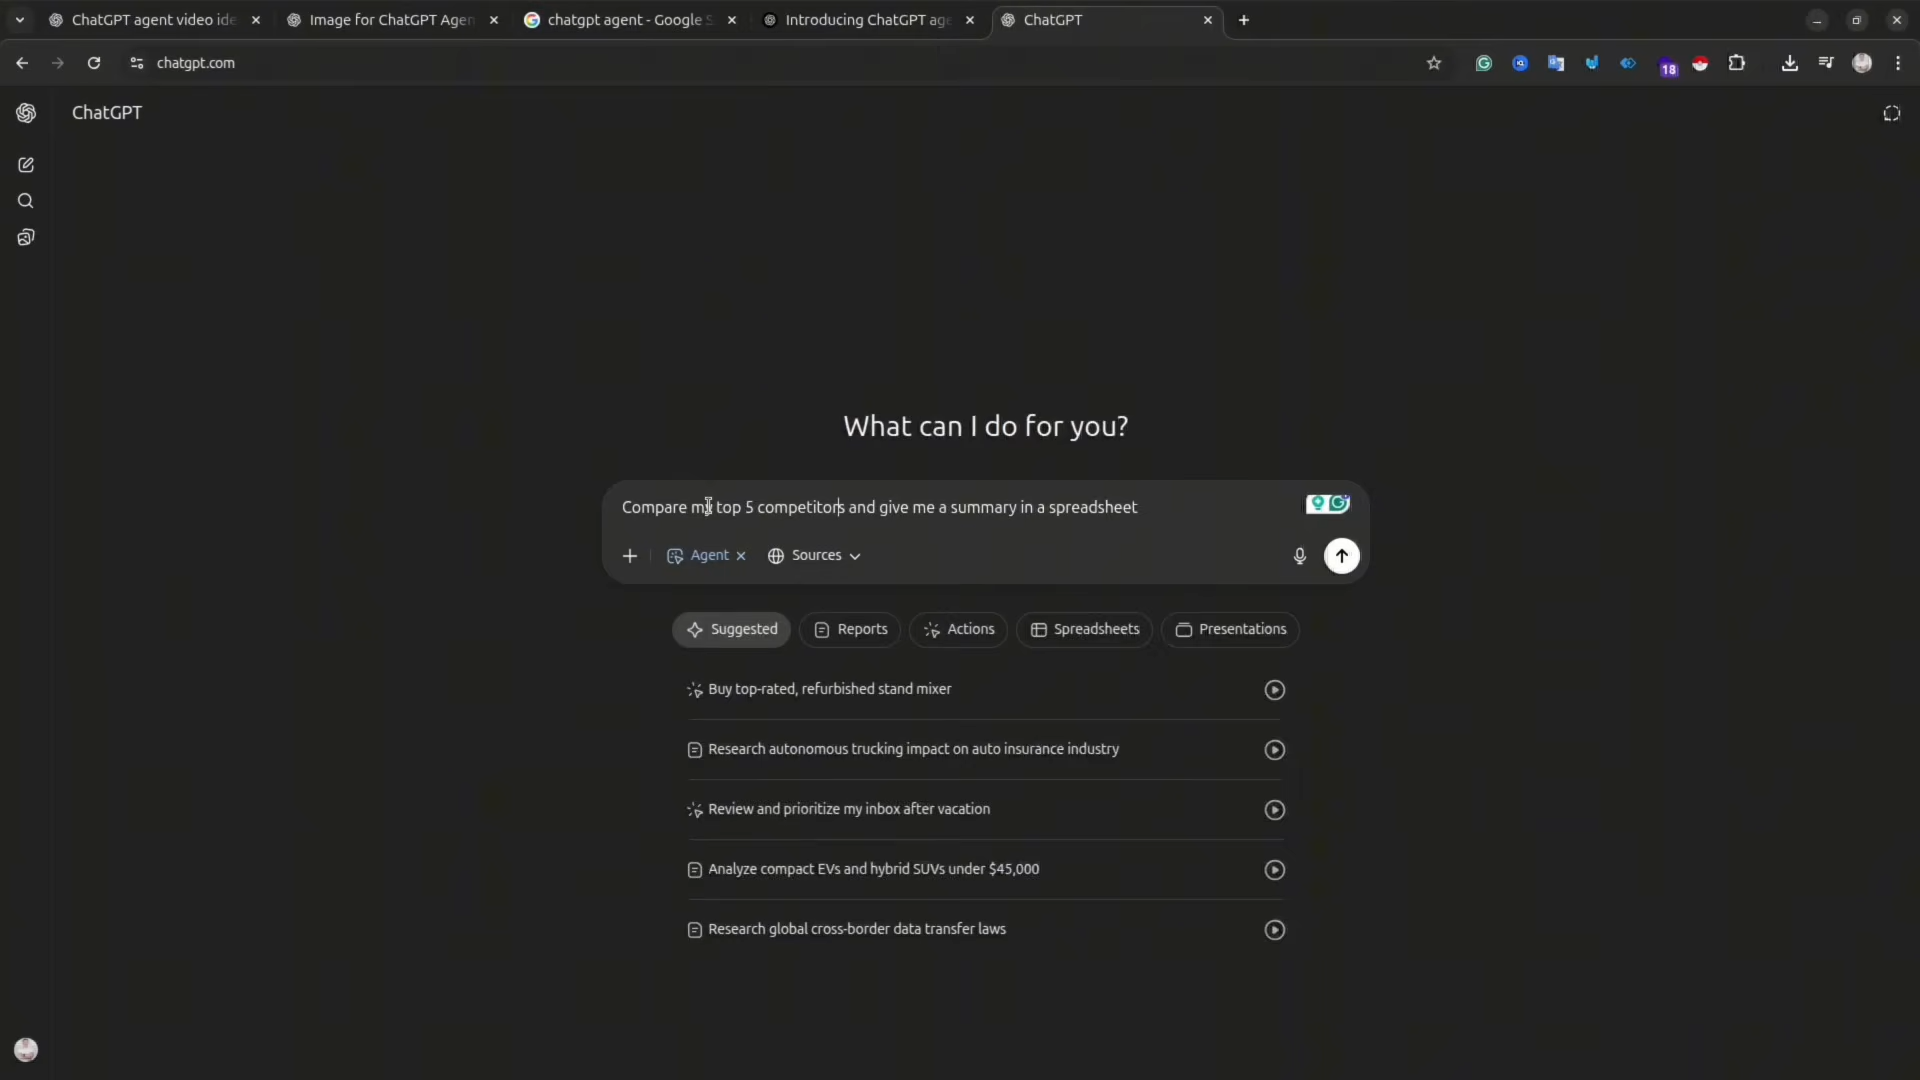 ChatGPT agent video ide
Image for ChatGPT Agen
chatgpt agent - Google S
Introducing ChatGPT age
ChatGPT
chatgpt.com
18
ChatGPT
What can I do for you?
Compare my top 5 competitors and give me a summary in a spreadsheet
Agent
Sources
Suggested
Reports
Actions
Spreadsheets
Presentations
Buy top-rated, refurbished stand mixer
Research autonomous trucking impact on auto insurance industry
Review and prioritize my inbox after vacation
Analyze compact EVs and hybrid SUVs under $45,000
Research global cross-border data transfer laws